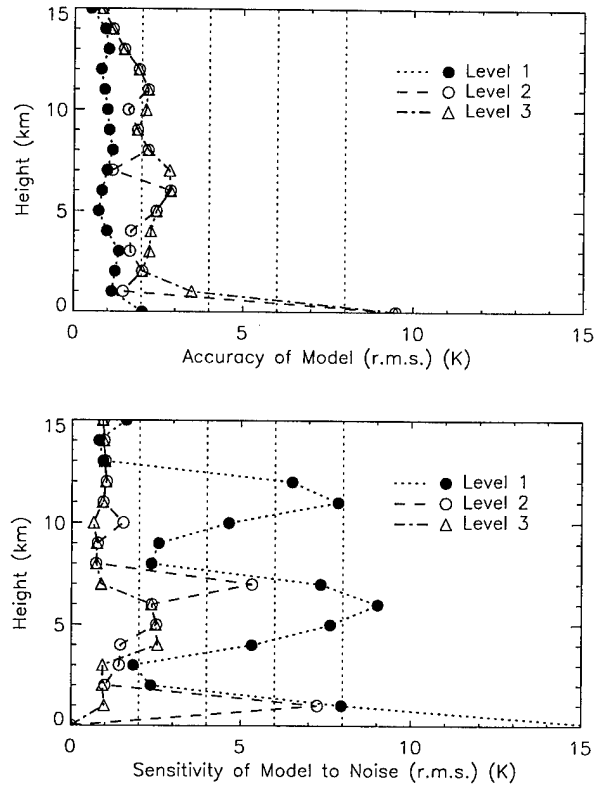 15
10
5
0
Height (km)
Level 1
Level 2
Level 3
0
5
10
15
Accuracy of Model (r.m.s.) (K)
15
10
5
0
Height (km)
Level 1
Level 2
Level 3
0
5
10
15
Sensitivity of Model to Noise (r.m.s.) (K)